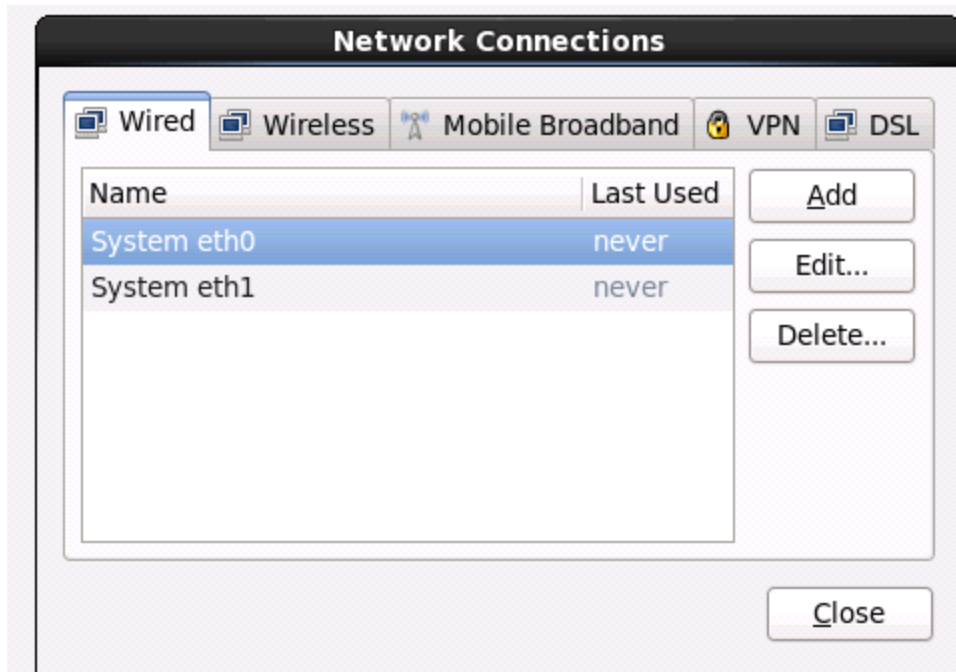 Network Connections
Wired Wireless Mobile Broadband VPN DSL
Name Last Used
Add
System eth0 never
Edit...
System eth1 never
Delete...
Close